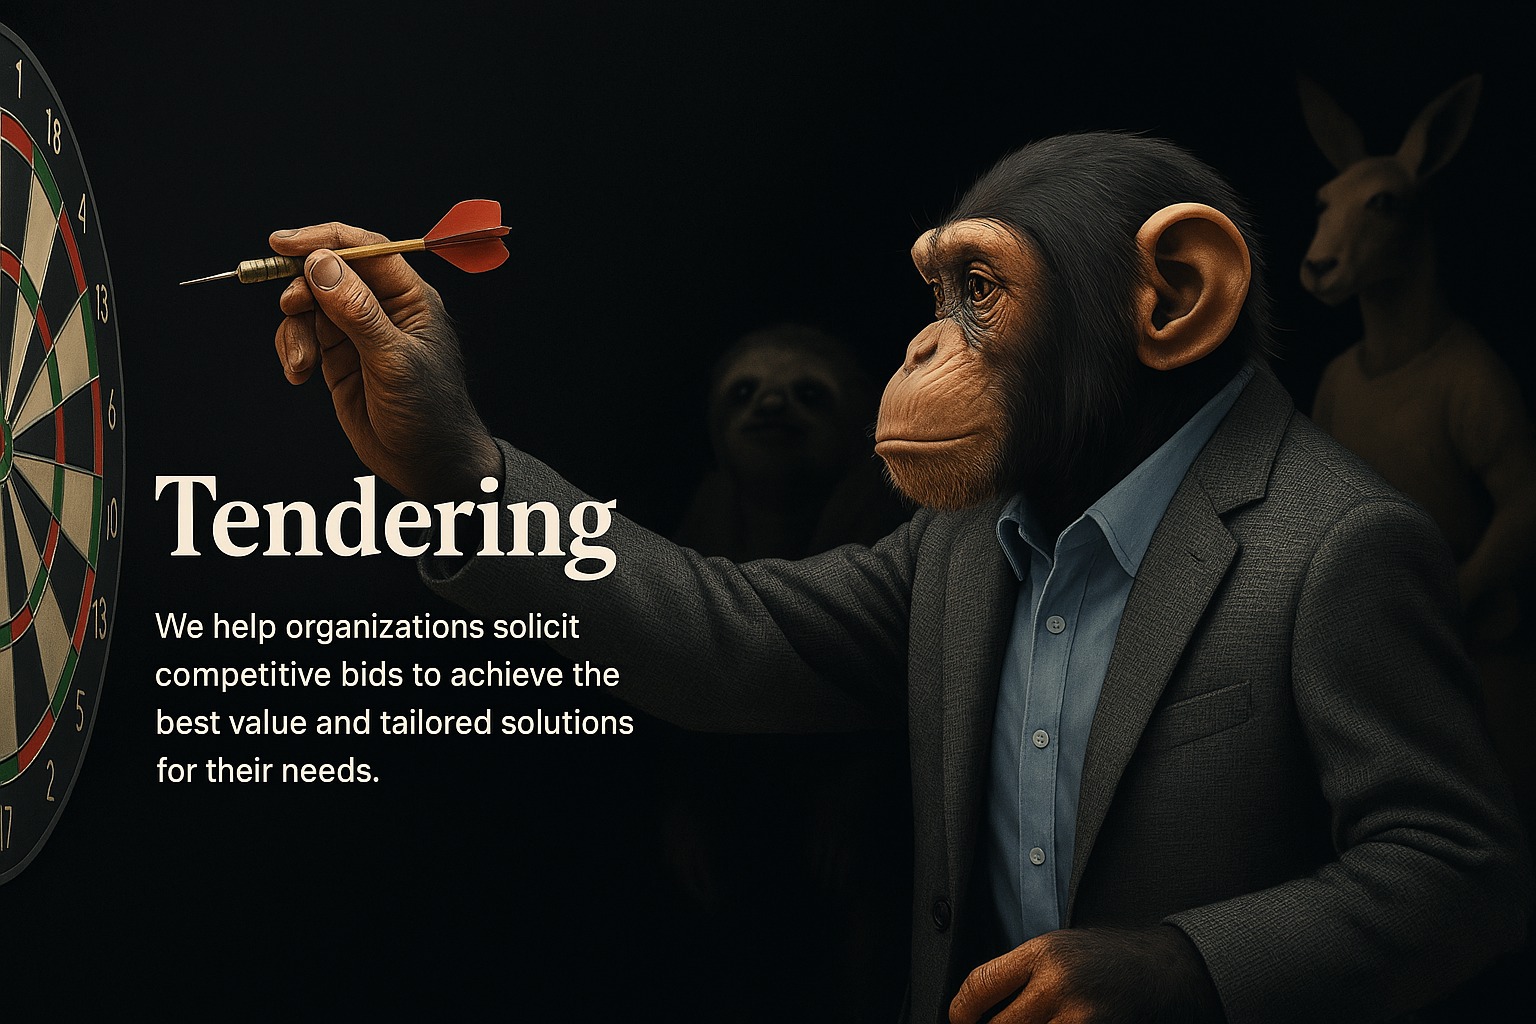 1
18
4
13
6
10
13
5
2
17
Tendering
We help organizations solicit
competitive bids to achieve the
best value and tailored solutions
for their needs.